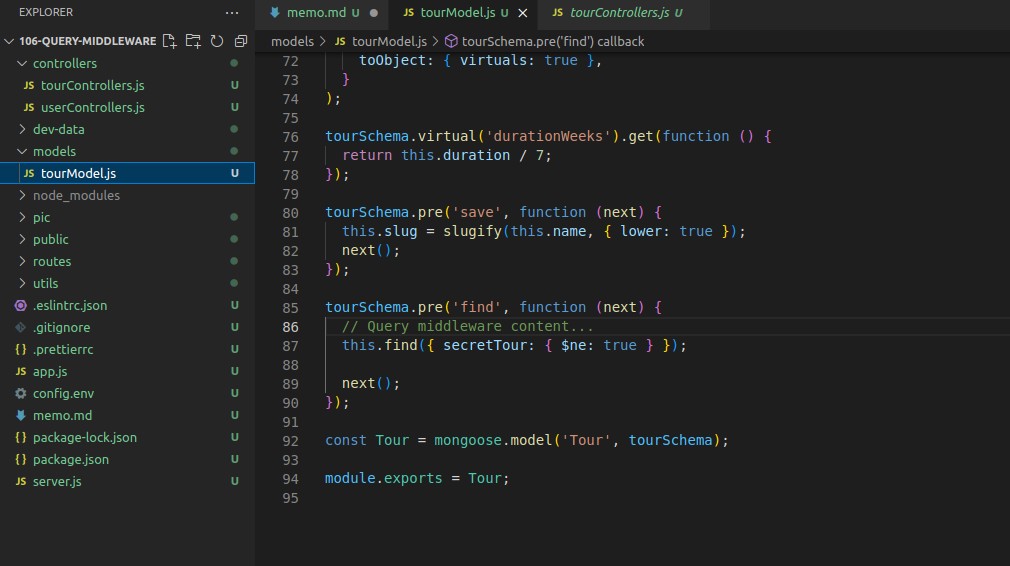 EXPLORER
106-QUERY-MIDDLEWARE
controllers
JS tourControllers.js U
JS userControllers.js U
dev-data
models
JS tourModel.js U
node_modules
pic
public
routes
utils
.eslintrc.json U
.gitignore U
{} .prettierrc U
JS app.js U
config.env U
memo.md U
{} package-lock.json U
{} package.json U
JS server.js U
memo.md U
JS tourModel.js U
JS tourControllers.js U
models > JS tourModel.js > tourSchema.pre('find') callback
72     toObject: { virtuals: true },
73   }
74 );
75
76 tourSchema.virtual('durationWeeks').get(function () {
77   return this.duration / 7;
78 });
79
80 tourSchema.pre('save', function (next) {
81   this.slug = slugify(this.name, { lower: true });
82   next();
83 });
84
85 tourSchema.pre('find', function (next) {
86   // Query middleware content...
87   this.find({ secretTour: { $ne: true } });
88
89   next();
90 });
91
92 const Tour = mongoose.model('Tour', tourSchema);
93
94 module.exports = Tour;
95